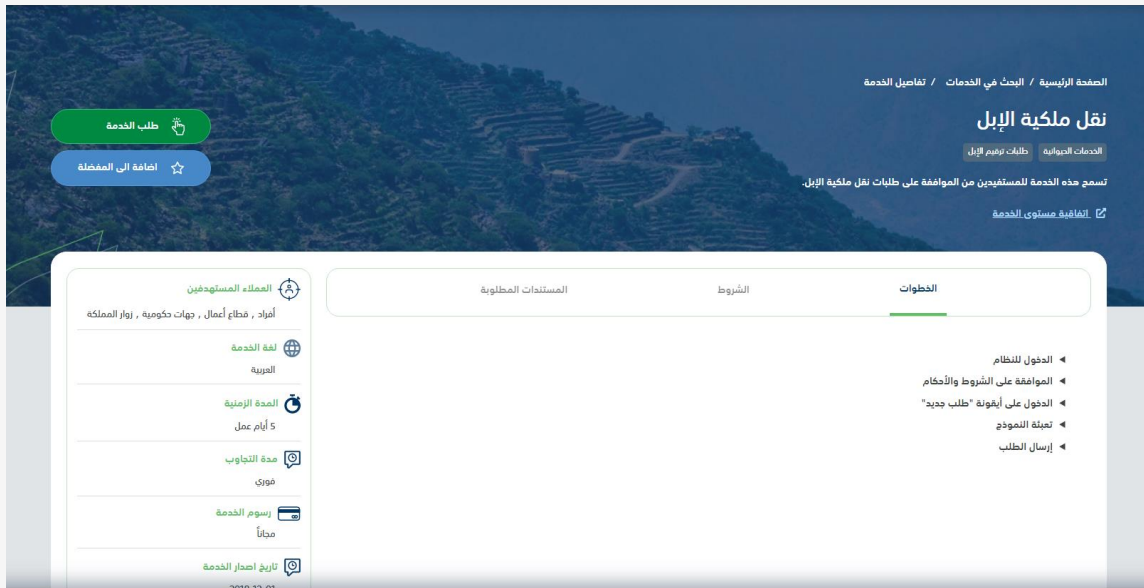 الصفحة الرئيسية / البحث في الخدمات / تفاصيل الخدمة
نقل ملكية الإبل
الخدمات الحيوانية
طلبات ترقيم الإبل
تسمح هذه الخدمة للمستفيدين من الموافقة على طلبات نقل ملكية الإبل.
اتفاقية مستوى الخدمة
طلب الخدمة
اضافة الى المفضلة
الخطوات
الشروط
المستندات المطلوبة
الدخول للنظام
الموافقة على الشروط والأحكام
الدخول على أيقونة "طلب جديد"
تعبئة النموذج
إرسال الطلب
العملاء المستهدفين
أفراد , قطاع أعمال , جهات حكومية , زوار المملكة
لغة الخدمة
العربية
المدة الزمنية
5 أيام عمل
مدة التجاوب
فوري
رسوم الخدمة
مجاناً
تاريخ اصدار الخدمة